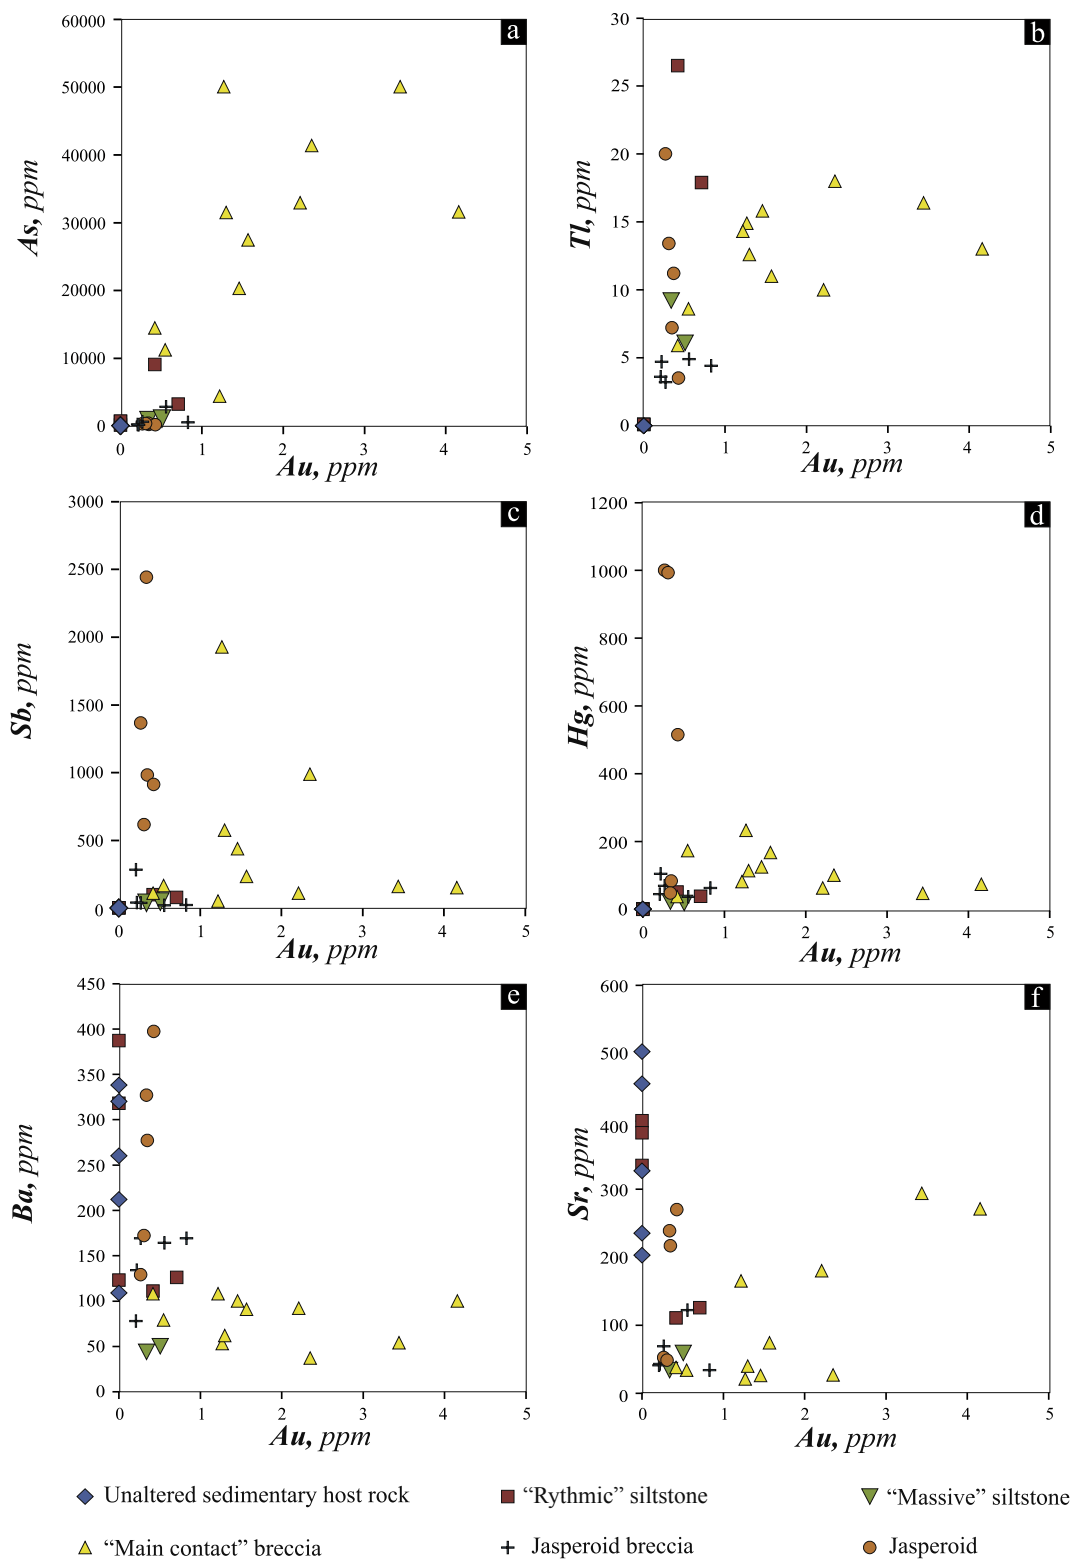 a
60000
50000
40000
30000
20000
10000
0
As, ppm
0 1 2 3 4 5
Au, ppm
b
30
25
20
15
10
5
0
Tl, ppm
0 1 2 3 4 5
Au, ppm
c
3000
2500
2000
1500
1000
500
0
Sb, ppm
0 1 2 3 4 5
Au, ppm
d
1200
1000
800
600
400
200
0
Hg, ppm
0 1 2 3 4 5
Au, ppm
e
450
400
350
300
250
200
150
100
50
0
Ba, ppm
0 1 2 3 4 5
Au, ppm
f
600
500
400
300
200
100
0
Sr, ppm
0 1 2 3 4 5
Au, ppm
Unaltered sedimentary host rock
“Rythmic” siltstone
“Massive” siltstone
“Main contact” breccia
Jasperoid breccia
Jasperoid